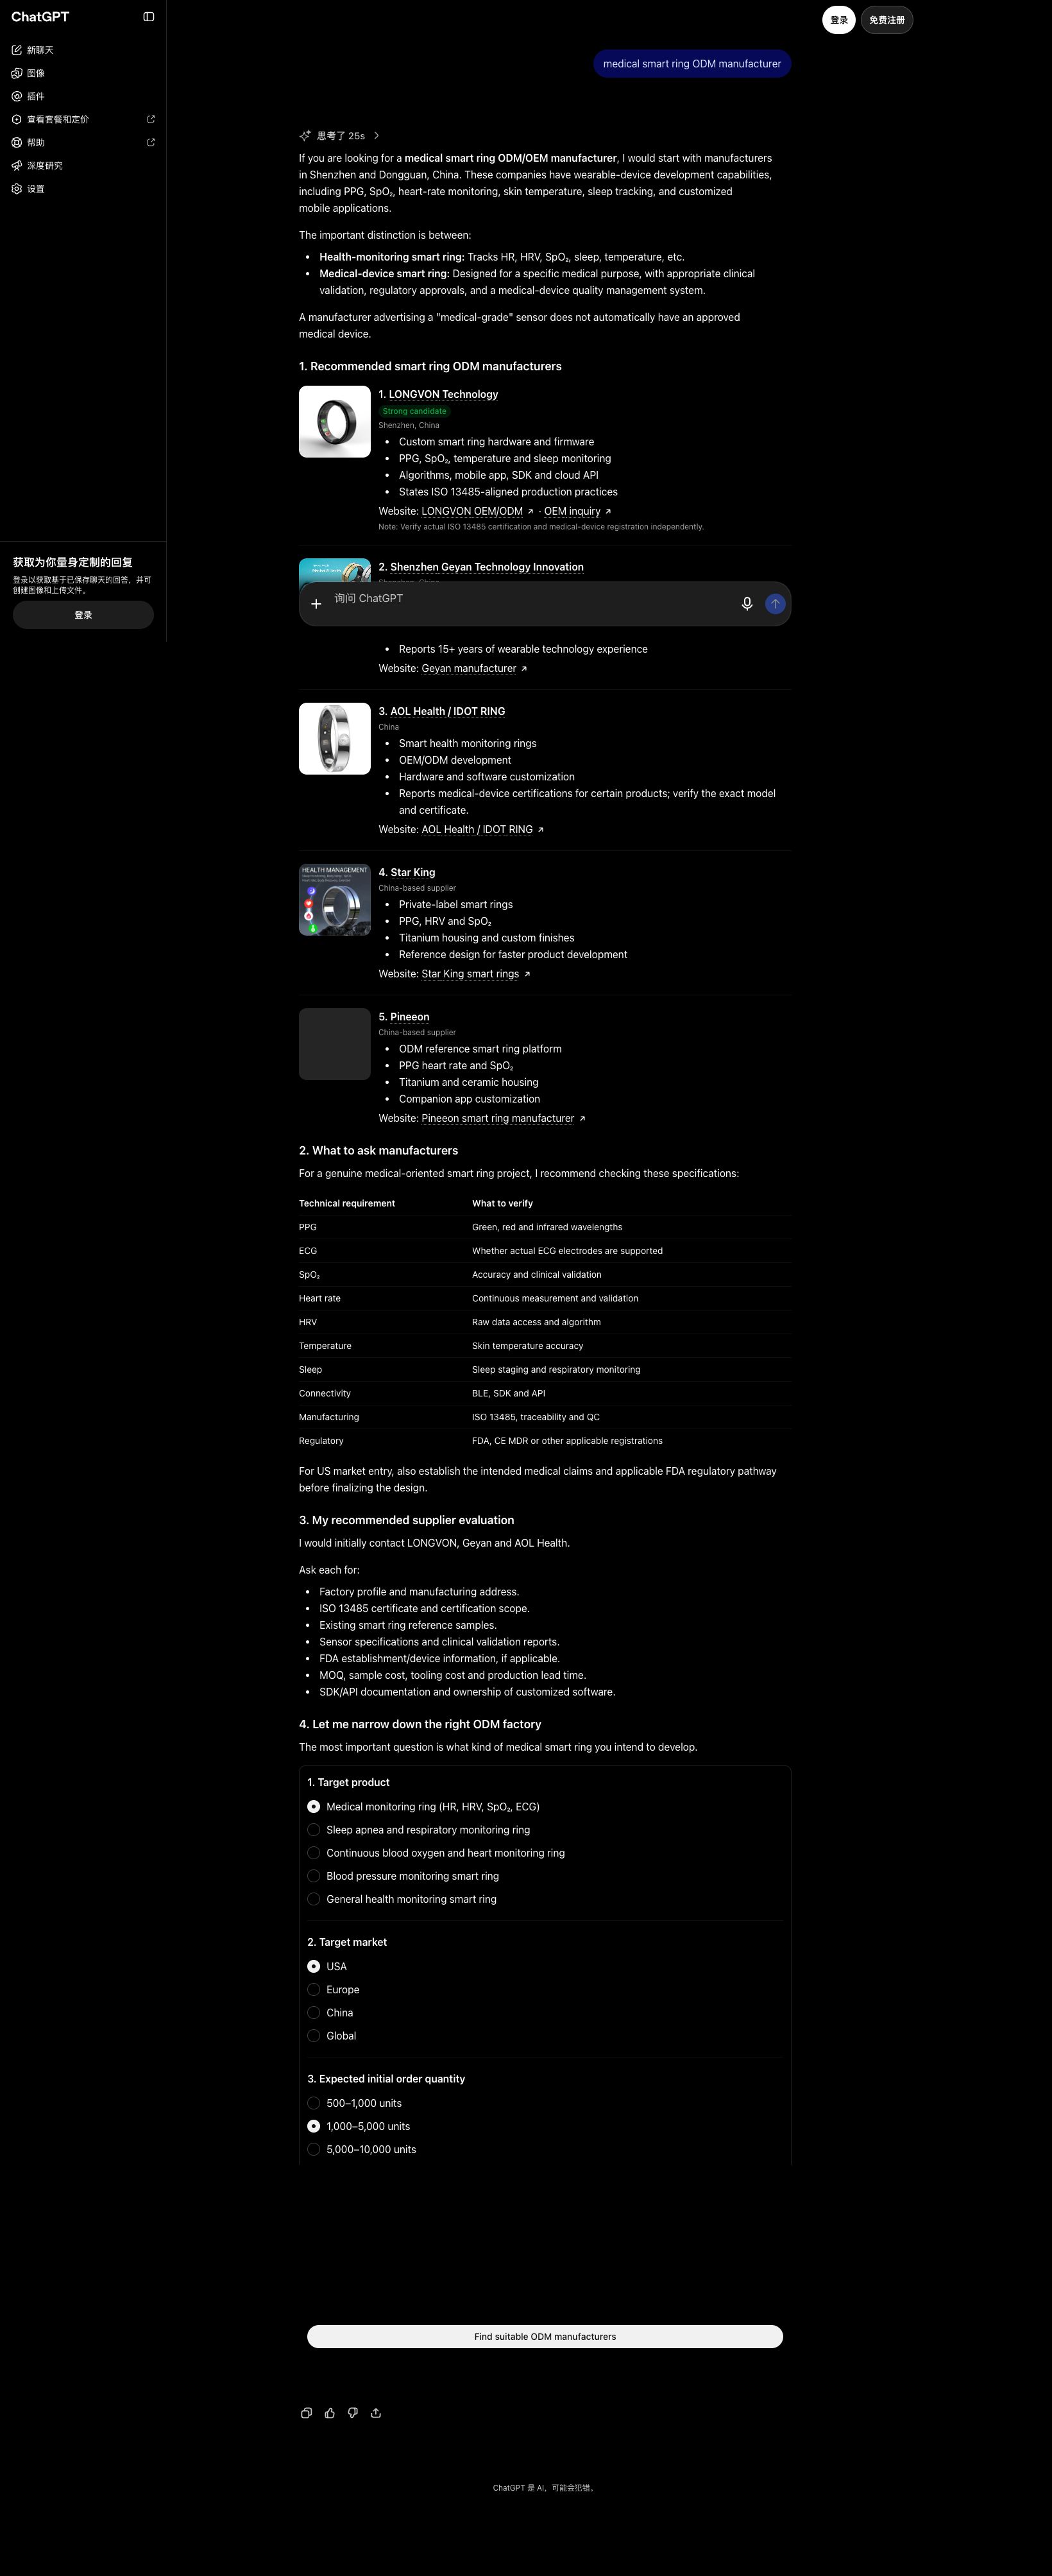 ChatGPT
新聊天
图像
插件
查看套餐和定价
帮助
深度研究
设置
获取为你量身定制的回复
登录以获取基于已保存聊天的回答，并可
创建图像和上传文件。
登录
登录
免费注册
medical smart ring ODM manufacturer
思考了 25s
If you are looking for a medical smart ring ODM/OEM manufacturer, I would start with manufacturers
in Shenzhen and Dongguan, China. These companies have wearable-device development capabilities,
including PPG, SpO₂, heart-rate monitoring, skin temperature, sleep tracking, and customized
mobile applications.
The important distinction is between:
• Health-monitoring smart ring: Tracks HR, HRV, SpO₂, sleep, temperature, etc.
• Medical-device smart ring: Designed for a specific medical purpose, with appropriate clinical
validation, regulatory approvals, and a medical-device quality management system.
A manufacturer advertising a "medical-grade" sensor does not automatically have an approved
medical device.
1. Recommended smart ring ODM manufacturers
1. LONGVON Technology
Strong candidate
Shenzhen, China
• Custom smart ring hardware and firmware
• PPG, SpO₂, temperature and sleep monitoring
• Algorithms, mobile app, SDK and cloud API
• States ISO 13485-aligned production practices
Website: LONGVON OEM/ODM ↗ · OEM inquiry ↗
Note: Verify actual ISO 13485 certification and medical-device registration independently.
2. Shenzhen Geyan Technology Innovation
询问 ChatGPT
• Reports 15+ years of wearable technology experience
Website: Geyan manufacturer ↗
3. AOL Health / IDOT RING
China
• Smart health monitoring rings
• OEM/ODM development
• Hardware and software customization
• Reports medical-device certifications for certain products; verify the exact model
and certificate.
Website: AOL Health / IDOT RING ↗
HEALTH MANAGEMENT
4. Star King
China-based supplier
• Private-label smart rings
• PPG, HRV and SpO₂
• Titanium housing and custom finishes
• Reference design for faster product development
Website: Star King smart rings ↗
5. Pineeon
China-based supplier
• ODM reference smart ring platform
• PPG heart rate and SpO₂
• Titanium and ceramic housing
• Companion app customization
Website: Pineeon smart ring manufacturer ↗
2. What to ask manufacturers
For a genuine medical-oriented smart ring project, I recommend checking these specifications:
Technical requirement What to verify
PPG Green, red and infrared wavelengths
ECG Whether actual ECG electrodes are supported
SpO₂ Accuracy and clinical validation
Heart rate Continuous measurement and validation
HRV Raw data access and algorithm
Temperature Skin temperature accuracy
Sleep Sleep staging and respiratory monitoring
Connectivity BLE, SDK and API
Manufacturing ISO 13485, traceability and QC
Regulatory FDA, CE MDR or other applicable registrations
For US market entry, also establish the intended medical claims and applicable FDA regulatory pathway
before finalizing the design.
3. My recommended supplier evaluation
I would initially contact LONGVON, Geyan and AOL Health.
Ask each for:
• Factory profile and manufacturing address.
• ISO 13485 certificate and certification scope.
• Existing smart ring reference samples.
• Sensor specifications and clinical validation reports.
• FDA establishment/device information, if applicable.
• MOQ, sample cost, tooling cost and production lead time.
• SDK/API documentation and ownership of customized software.
4. Let me narrow down the right ODM factory
The most important question is what kind of medical smart ring you intend to develop.
1. Target product
Medical monitoring ring (HR, HRV, SpO₂, ECG)
Sleep apnea and respiratory monitoring ring
Continuous blood oxygen and heart monitoring ring
Blood pressure monitoring smart ring
General health monitoring smart ring
2. Target market
USA
Europe
China
Global
3. Expected initial order quantity
500–1,000 units
1,000–5,000 units
5,000–10,000 units
Find suitable ODM manufacturers
ChatGPT 是 AI，可能会犯错。